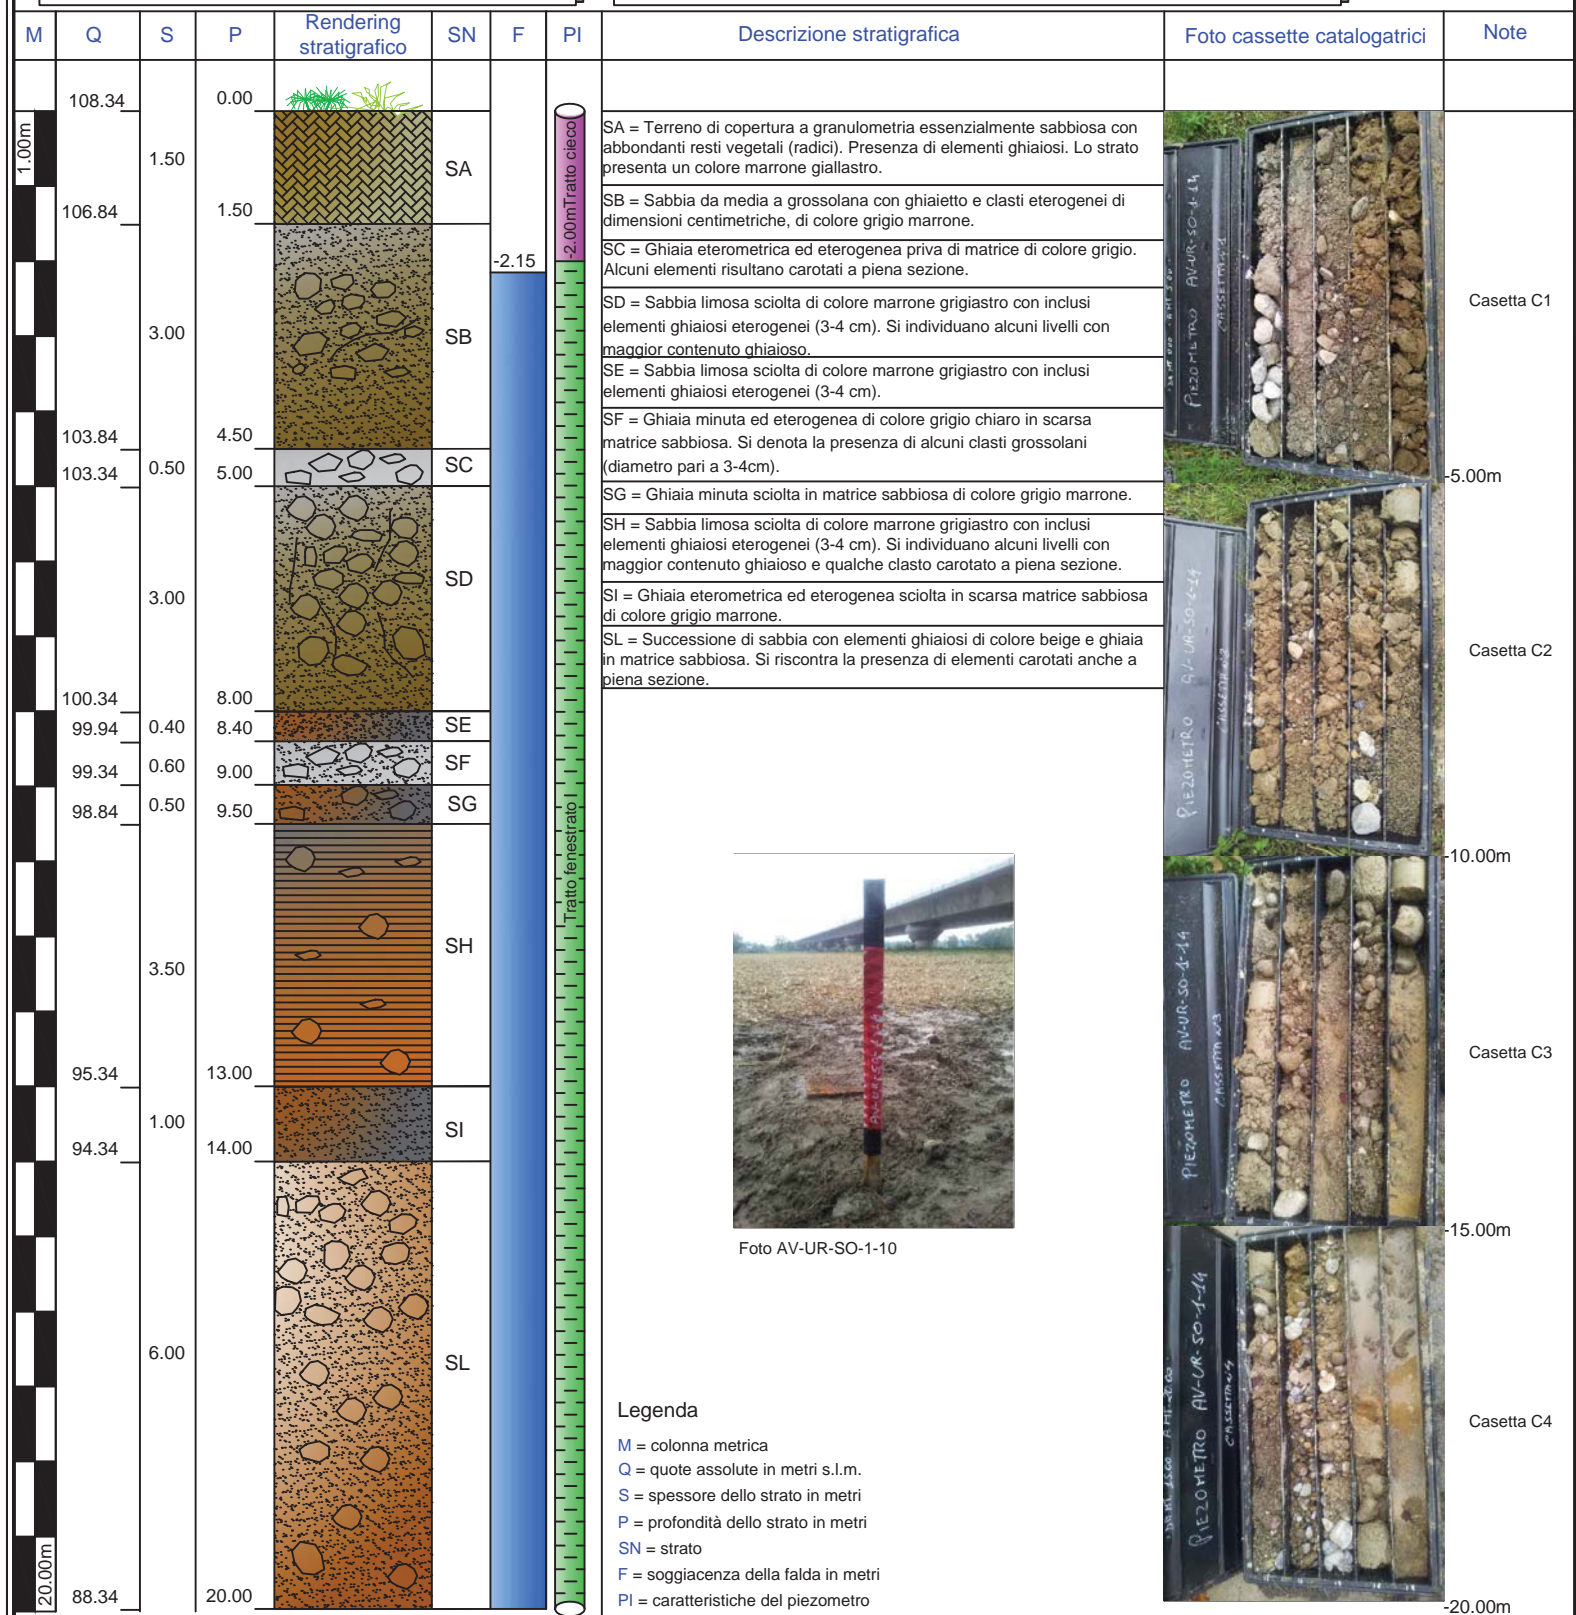 M
Q
S
P
Rendering
stratigrafico
SN
F
PI
Descrizione stratigrafica
Foto cassette catalogatrici
Note
1.00m
20.00m
108.34
106.84
103.84
103.34
100.34
99.94
99.34
98.84
95.34
94.34
88.34
1.50
3.00
0.50
3.00
0.40
0.60
0.50
3.50
1.00
6.00
0.00
1.50
4.50
5.00
8.00
8.40
9.00
9.50
13.00
14.00
20.00
SA
SB
SC
SD
SE
SF
SG
SH
SI
SL
-2.15
-2.00mTratto cieco
Tratto fenestrato
SA = Terreno di copertura a granulometria essenzialmente sabbiosa con
abbondanti resti vegetali (radici). Presenza di elementi ghiaiosi. Lo strato
presenta un colore marrone giallastro.
SB = Sabbia da media a grossolana con ghiaietto e clasti eterogenei di
dimensioni centimetriche, di colore grigio marrone.
SC = Ghiaia eterometrica ed eterogenea priva di matrice di colore grigio.
Alcuni elementi risultano carotati a piena sezione.
SD = Sabbia limosa sciolta di colore marrone grigiastro con inclusi
elementi ghiaiosi eterogenei (3-4 cm). Si individuano alcuni livelli con
maggior contenuto ghiaioso.
SE = Sabbia limosa sciolta di colore marrone grigiastro con inclusi
elementi ghiaiosi eterogenei (3-4 cm).
SF = Ghiaia minuta ed eterogenea di colore grigio chiaro in scarsa
matrice sabbiosa. Si denota la presenza di alcuni clasti grossolani
(diametro pari a 3-4cm).
SG = Ghiaia minuta sciolta in matrice sabbiosa di colore grigio marrone.
SH = Sabbia limosa sciolta di colore marrone grigiastro con inclusi
elementi ghiaiosi eterogenei (3-4 cm). Si individuano alcuni livelli con
maggior contenuto ghiaioso e qualche clasto carotato a piena sezione.
SI = Ghiaia eterometrica ed eterogenea sciolta in scarsa matrice sabbiosa
di colore grigio marrone.
SL = Successione di sabbia con elementi ghiaiosi di colore beige e ghiaia
in matrice sabbiosa. Si riscontra la presenza di elementi carotati anche a
piena sezione.
Foto AV-UR-SO-1-10
Legenda
M = colonna metrica
Q = quote assolute in metri s.l.m.
S = spessore dello strato in metri
P = profondità dello strato in metri
SN = strato
F = soggiacenza della falda in metri
PI = caratteristiche del piezometro
PIEZOMETRO AV-UR-SO-1-14
PIEZOMETRO AV-UR-SO-1-14
PIEZOMETRO AV-UR-SO-1-14
CASSETTA N°3
PIEZOMETRO AV-UR-SO-1-14
CASSETTA N°4
Casetta C1
-5.00m
Casetta C2
-10.00m
Casetta C3
-15.00m
Casetta C4
-20.00m